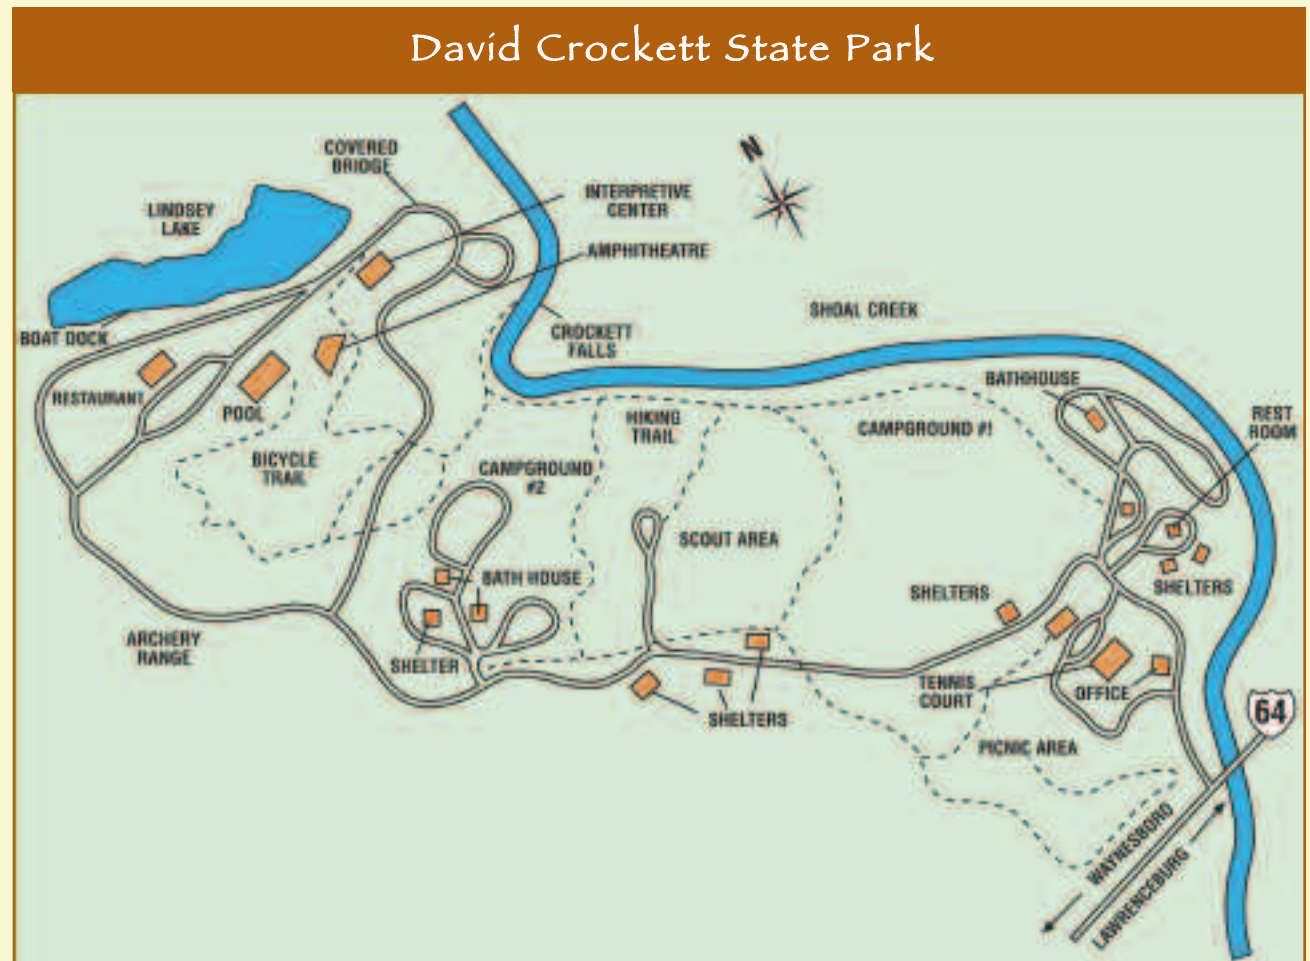 David Crockett State Park
COVERED
BRIDGE
N
INTERPRETIVE
CENTER
LINDSEY
LAKE
AMPHITHEATRE
SHOAL CREEK
BOAT DOCK
CROCKETT
FALLS
BATHHOUSE
RESTAURANT
POOL
HIKING
TRAIL
CAMPGROUND #1
REST
ROOM
BICYCLE
TRAIL
CAMPGROUND
#2
SCOUT AREA
BATH HOUSE
SHELTERS
SHELTERS
ARCHERY
RANGE
SHELTER
TENNIS
COURT
OFFICE
SHELTERS
64
PICNIC AREA
WAYNESBORO
LAWRENCEBURG